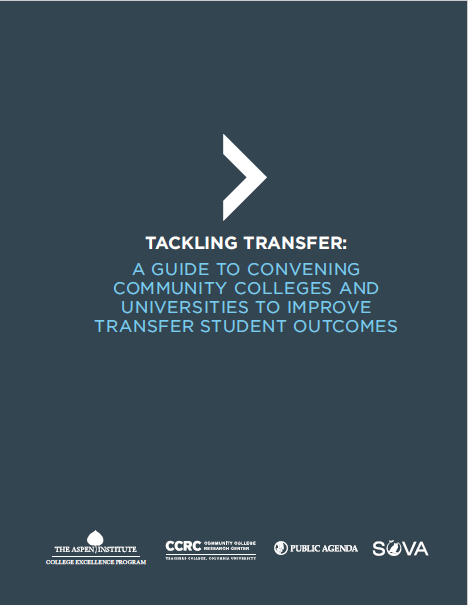 TACKLING TRANSFER:
A GUIDE TO CONVENING
COMMUNITY COLLEGES AND
UNIVERSITIES TO IMPROVE
TRANSFER STUDENT OUTCOMES
THE ASPEN INSTITUTE
COLLEGE EXCELLENCE PROGRAM
CCRC COMMUNITY COLLEGE
RESEARCH CENTER
TEACHERS COLLEGE, COLUMBIA UNIVERSITY
PUBLIC AGENDA
SOVA